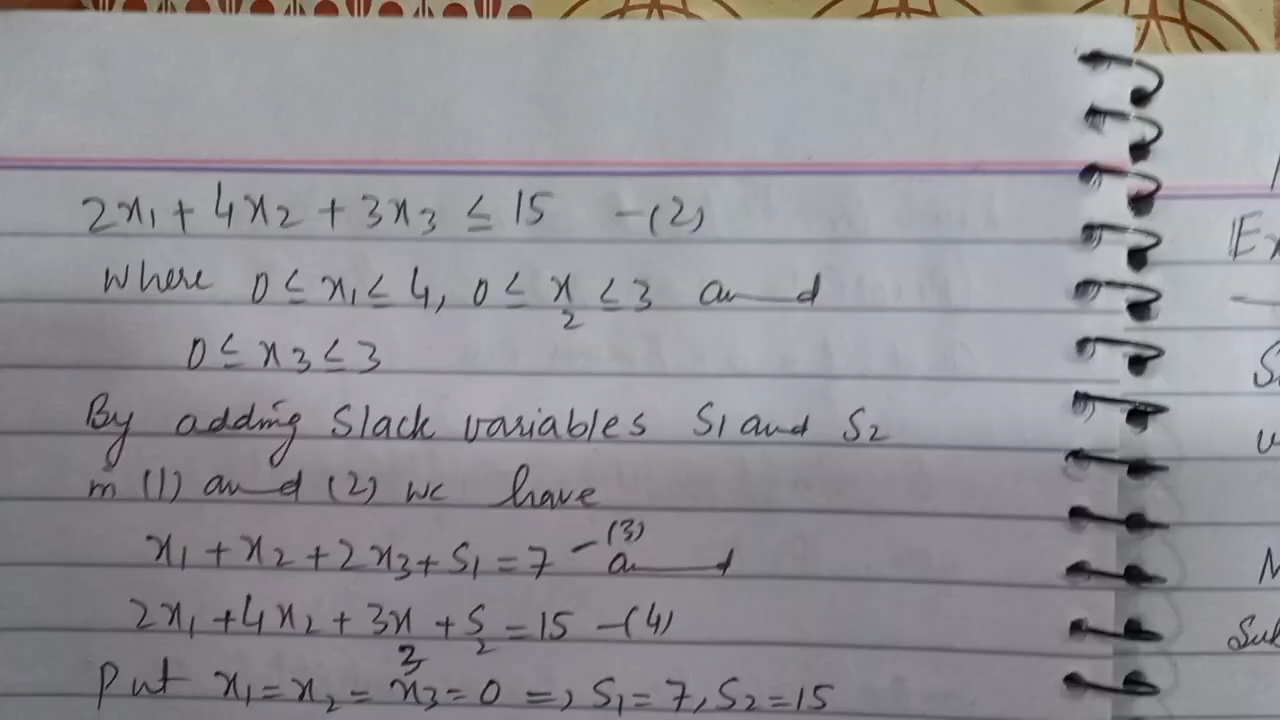 2x₁ + 4x₂ + 3x₃ ≤ 15 -(2)
Where 0 ≤ x₁ ≤ 4, 0 ≤ x₂ ≤ 3 and
0 ≤ x₃ ≤ 3
By adding Slack variables S₁ and S₂
in (1) and (2) we have
x₁ + x₂ + 2x₃ + S₁ = 7 -(3) and
2x₁ + 4x₂ + 3x₃ + S₂ = 15 -(4)
Put x₁ = x₂ = x₃ = 0 => S₁ = 7, S₂ = 15